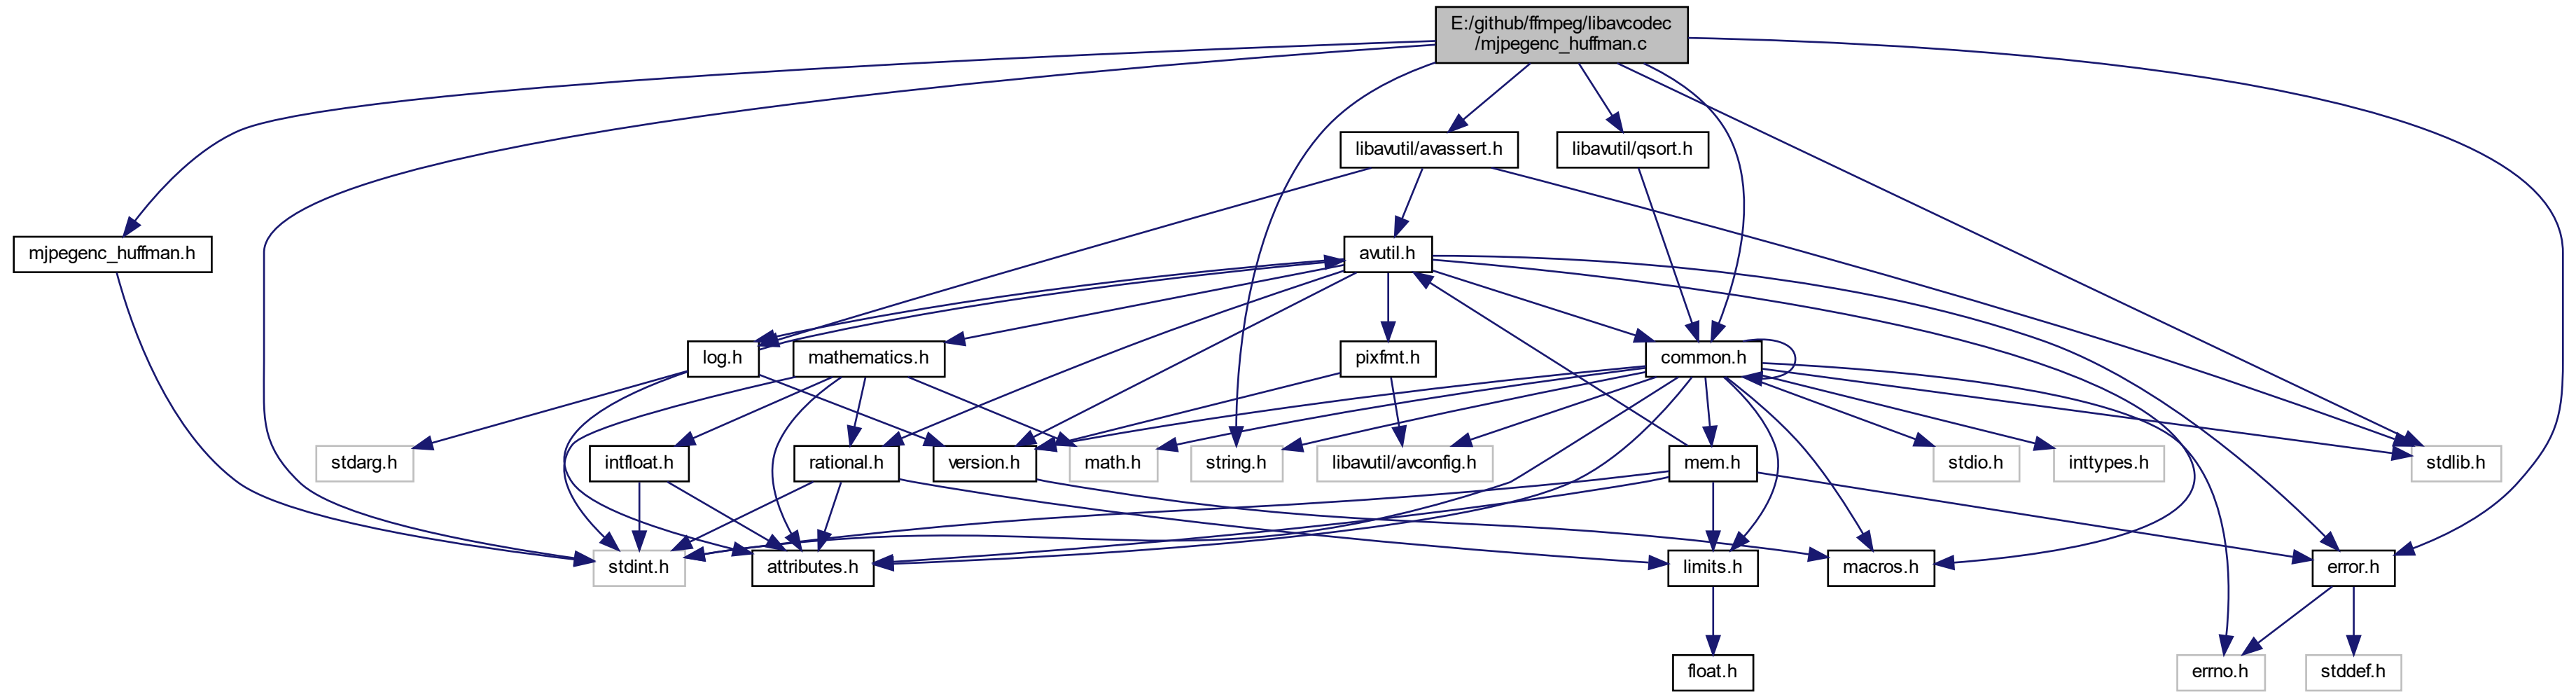 E:/github/ffmpeg/libavcodec
/mjpegenc_huffman.c
libavutil/avassert.h
libavutil/qsort.h
mjpegenc_huffman.h
avutil.h
log.h
mathematics.h
pixfmt.h
common.h
stdarg.h
intfloat.h
rational.h
version.h
math.h
string.h
libavutil/avconfig.h
mem.h
stdio.h
inttypes.h
stdlib.h
stdint.h
attributes.h
limits.h
macros.h
error.h
float.h
errno.h
stddef.h